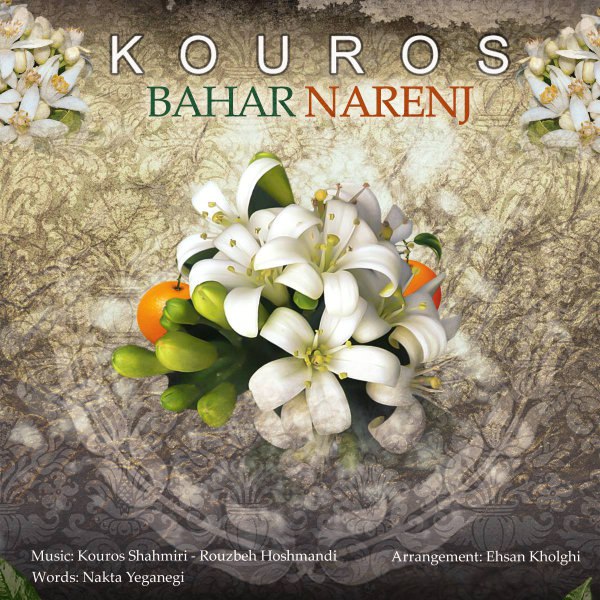 KOUROS
BAHAR NARENJ
Music: Kouros Shahmiri - Rouzbeh Hoshmandi
Arrangement: Ehsan Kholghi
Words: Nakta Yeganegi